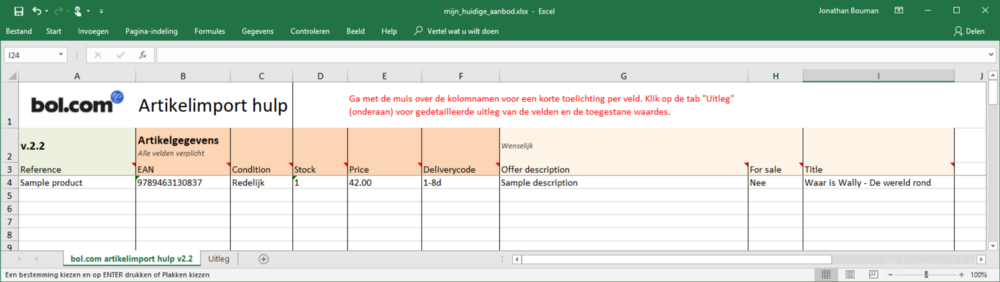 mijn_huidige_aanbod.xlsx - Excel
Jonathan Bouman
Bestand Start Invoegen Pagina-indeling Formules Gegevens Controleren Beeld Help Vertel wat u wilt doen Delen
I24 fx
A B C D E F G H I J
1 bol.com Artikelimport hulp
Ga met de muis over de kolomnamen voor een korte toelichting per veld. Klik op de tab "Uitleg"
(onderaan) voor gedetailleerde uitleg van de velden en de toegestane waardes.
2 v.2.2 Artikelgegevens
Alle velden verplicht Wenselijk
3 Reference EAN Condition Stock Price Deliverycode Offer description For sale Title
4 Sample product 9789463130837 Redelijk 1 42.00 1-8d Sample description Nee Waar is Wally - De wereld rond
5
6
7
8
9
bol.com artikelimport hulp v2.2 Uitleg
Een bestemming kiezen en op ENTER drukken of Plakken kiezen 100%